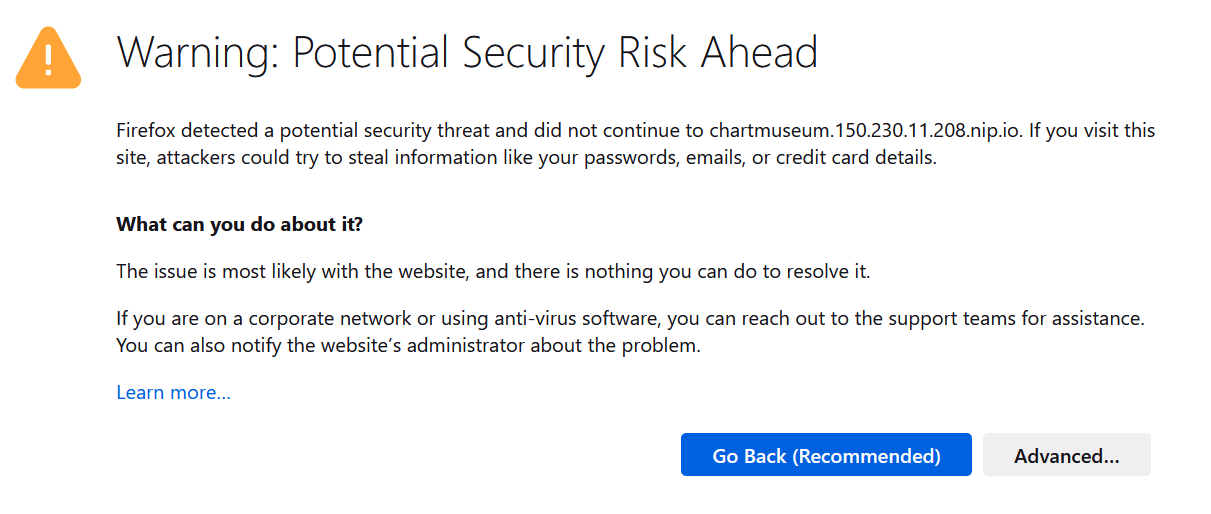 Warning: Potential Security Risk Ahead
Firefox detected a potential security threat and did not continue to chartmuseum.150.230.11.208.nip.io. If you visit this
site, attackers could try to steal information like your passwords, emails, or credit card details.
What can you do about it?
The issue is most likely with the website, and there is nothing you can do to resolve it.
If you are on a corporate network or using anti-virus software, you can reach out to the support teams for assistance.
You can also notify the website’s administrator about the problem.
Learn more…
Go Back (Recommended)
Advanced…